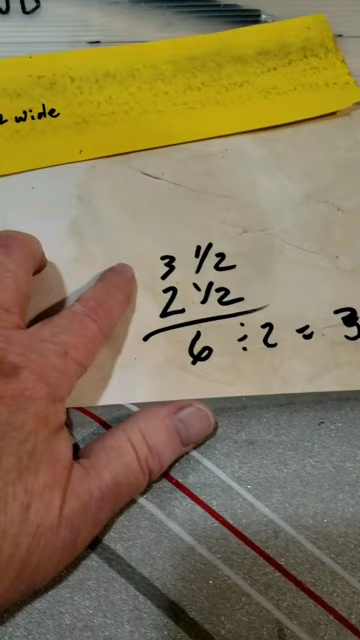 wide
3 1/2
2 1/2
6 ÷ 2 = 3